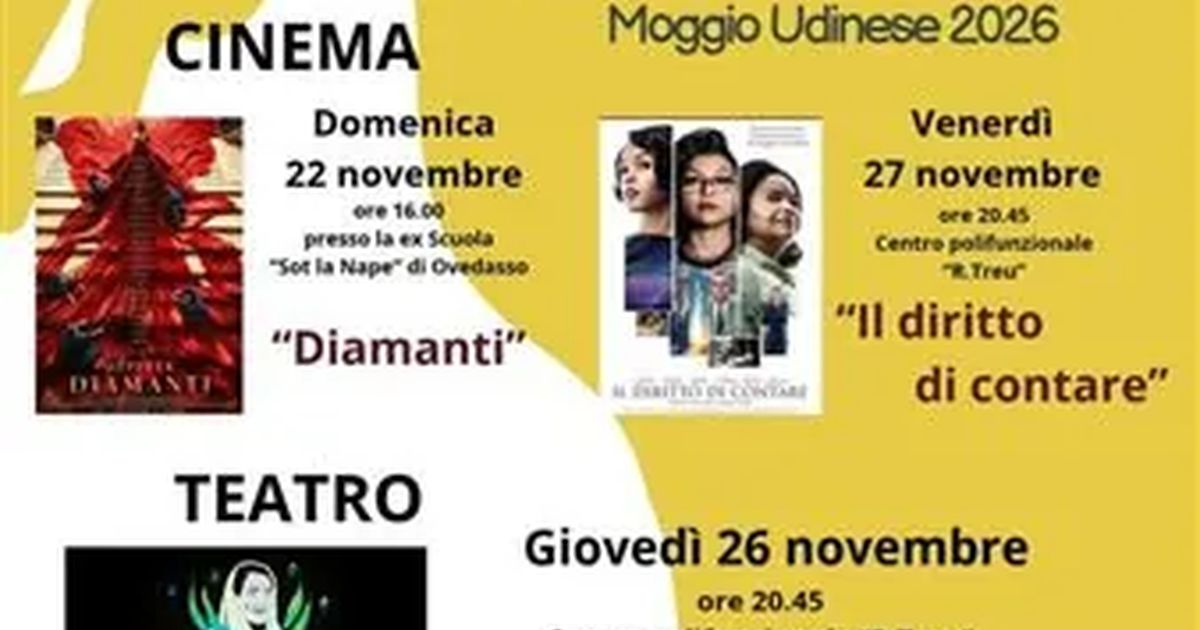 CINEMA
Moggio Udinese 2026
Domenica
22 novembre
ore 16.00
presso la ex Scuola
"Sot la Nape" di Ovedasso
"Diamanti"
DIAMANTI
Venerdì
27 novembre
ore 20.45
Centro polifunzionale
"R.Treu"
"Il diritto
di contare"
IL DIRITTO DI CONTARE
TEATRO
Giovedì 26 novembre
ore 20.45